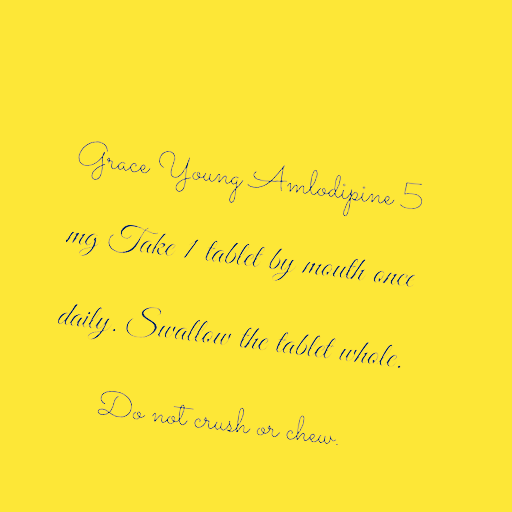 Grace Young Amlodipine 5
mg Take 1 tablet by mouth once
daily. Swallow the tablet whole.
Do not crush or chew.